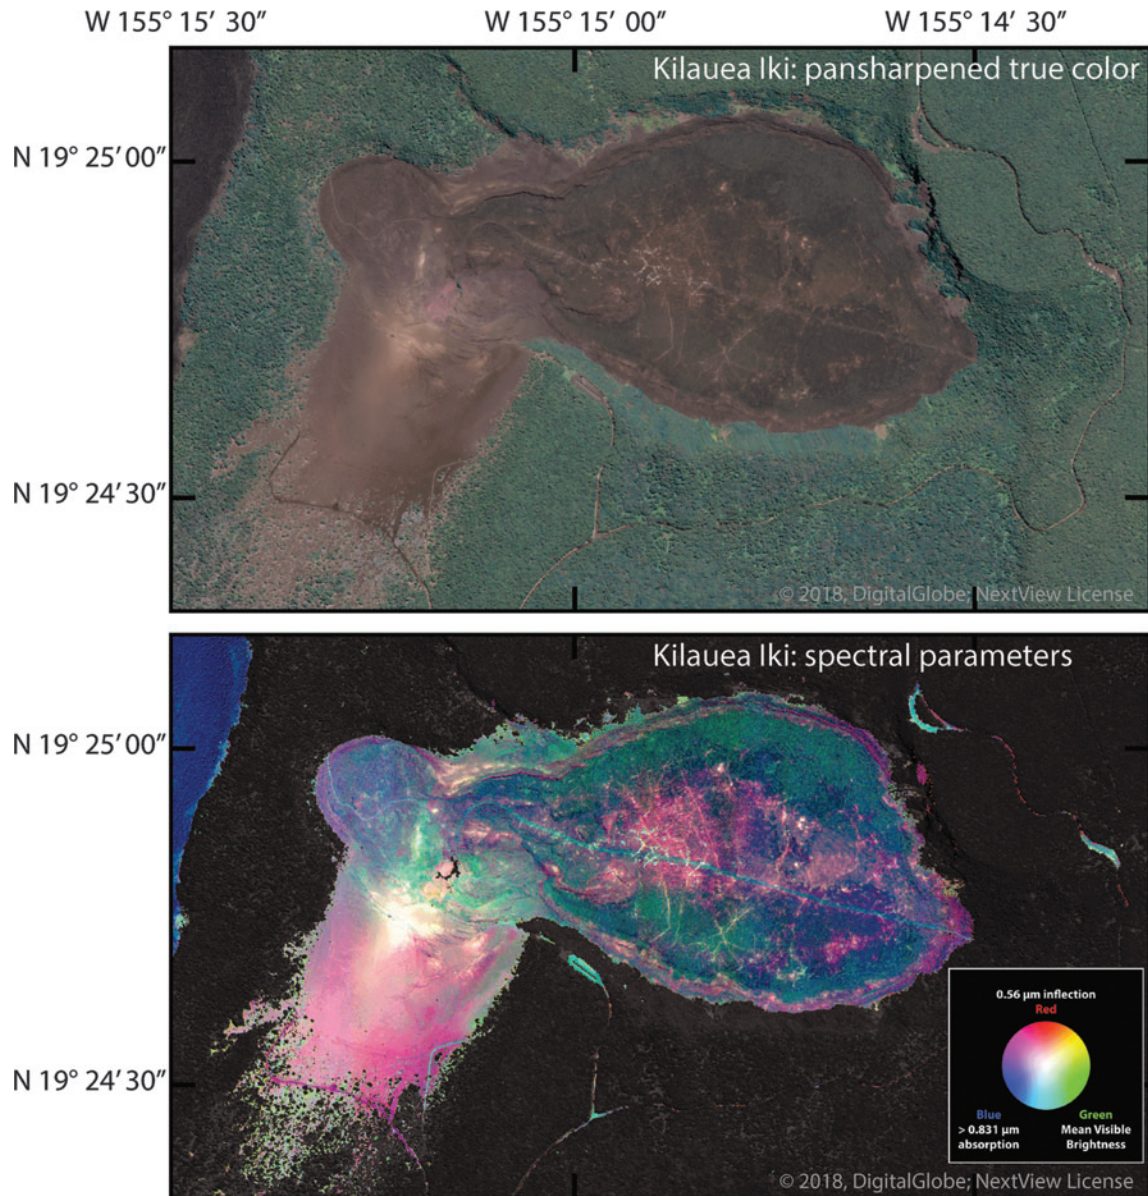 W 155° 15′ 30″ W 155° 15′ 00″ W 155° 14′ 30″
Kilauea Iki: pansharpened true color
N 19° 25′ 00″
N 19° 24′ 30″
© 2018, DigitalGlobe; NextView License
Kilauea Iki: spectral parameters
N 19° 25′ 00″
0.56 µm inflection
Red
N 19° 24′ 30″
Blue Green
> 0.831 µm Mean Visible
absorption Brightness
© 2018, DigitalGlobe; NextView License